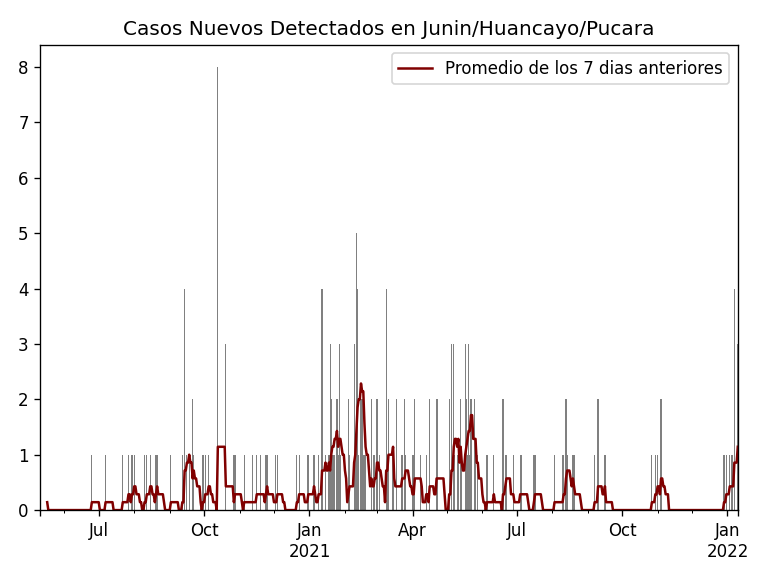 Casos Nuevos Detectados en Junin/Huancayo/Pucara
Promedio de los 7 dias anteriores
8
7
6
5
4
3
2
1
0
Jul
Oct
Jan
2021
Apr
Jul
Oct
Jan
2022